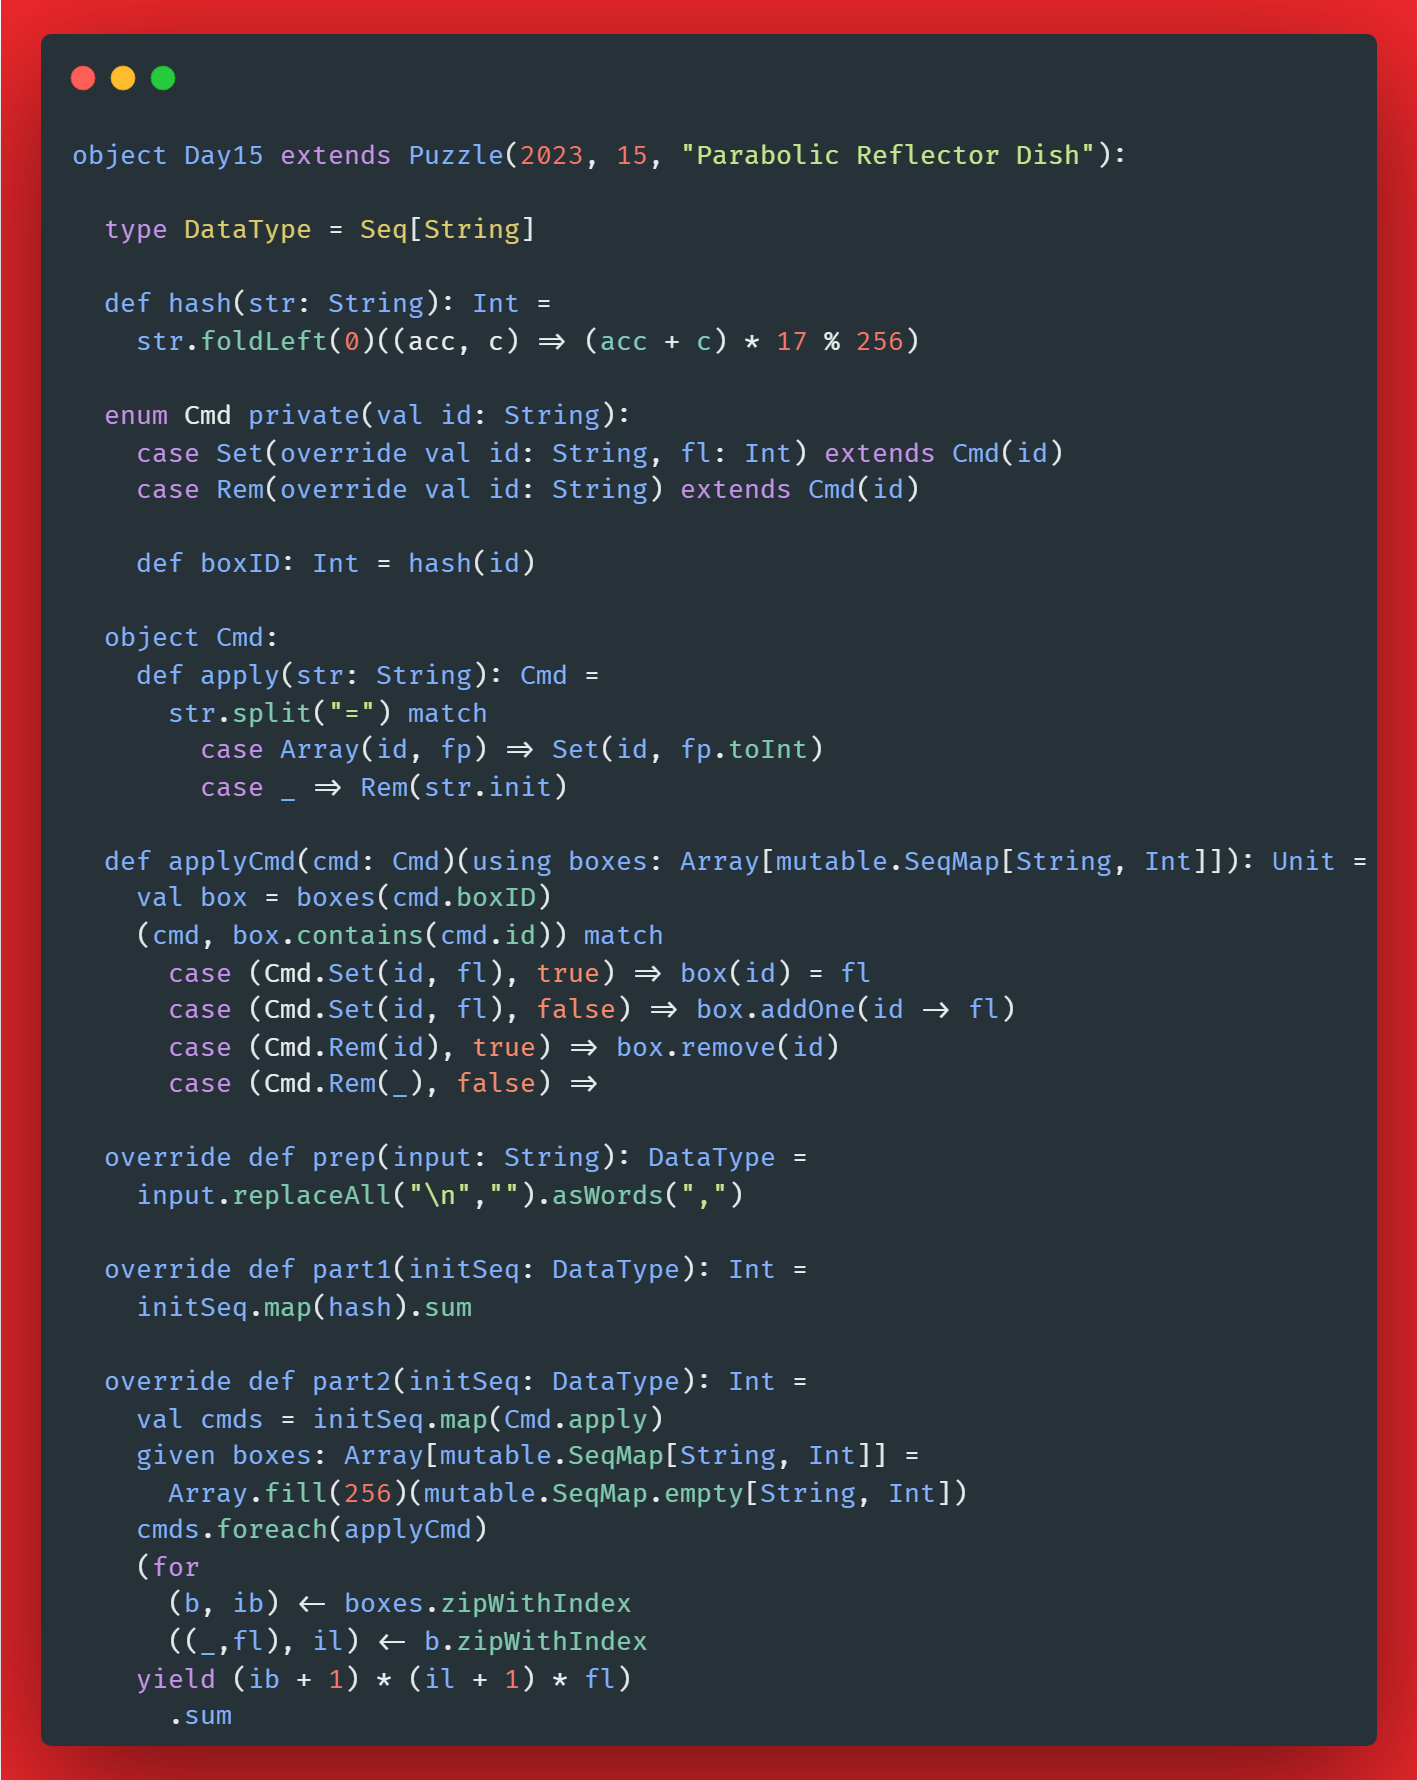 object Day15 extends Puzzle(2023, 15, "Parabolic Reflector Dish"):

  type DataType = Seq[String]

  def hash(str: String): Int =
    str.foldLeft(0)((acc, c) ⇒ (acc + c) * 17 % 256)

  enum Cmd private(val id: String):
    case Set(override val id: String, fl: Int) extends Cmd(id)
    case Rem(override val id: String) extends Cmd(id)

    def boxID: Int = hash(id)

  object Cmd:
    def apply(str: String): Cmd =
      str.split("=") match
        case Array(id, fp) ⇒ Set(id, fp.toInt)
        case _ ⇒ Rem(str.init)

  def applyCmd(cmd: Cmd)(using boxes: Array[mutable.SeqMap[String, Int]]): Unit =
    val box = boxes(cmd.boxID)
    (cmd, box.contains(cmd.id)) match
      case (Cmd.Set(id, fl), true) ⇒ box(id) = fl
      case (Cmd.Set(id, fl), false) ⇒ box.addOne(id → fl)
      case (Cmd.Rem(id), true) ⇒ box.remove(id)
      case (Cmd.Rem(_), false) ⇒

  override def prep(input: String): DataType =
    input.replaceAll("\n","").asWords(",")

  override def part1(initSeq: DataType): Int =
    initSeq.map(hash).sum

  override def part2(initSeq: DataType): Int =
    val cmds = initSeq.map(Cmd.apply)
    given boxes: Array[mutable.SeqMap[String, Int]] =
      Array.fill(256)(mutable.SeqMap.empty[String, Int])
    cmds.foreach(applyCmd)
    (for
      (b, ib) ← boxes.zipWithIndex
      ((_,fl), il) ← b.zipWithIndex
    yield (ib + 1) * (il + 1) * fl)
      .sum